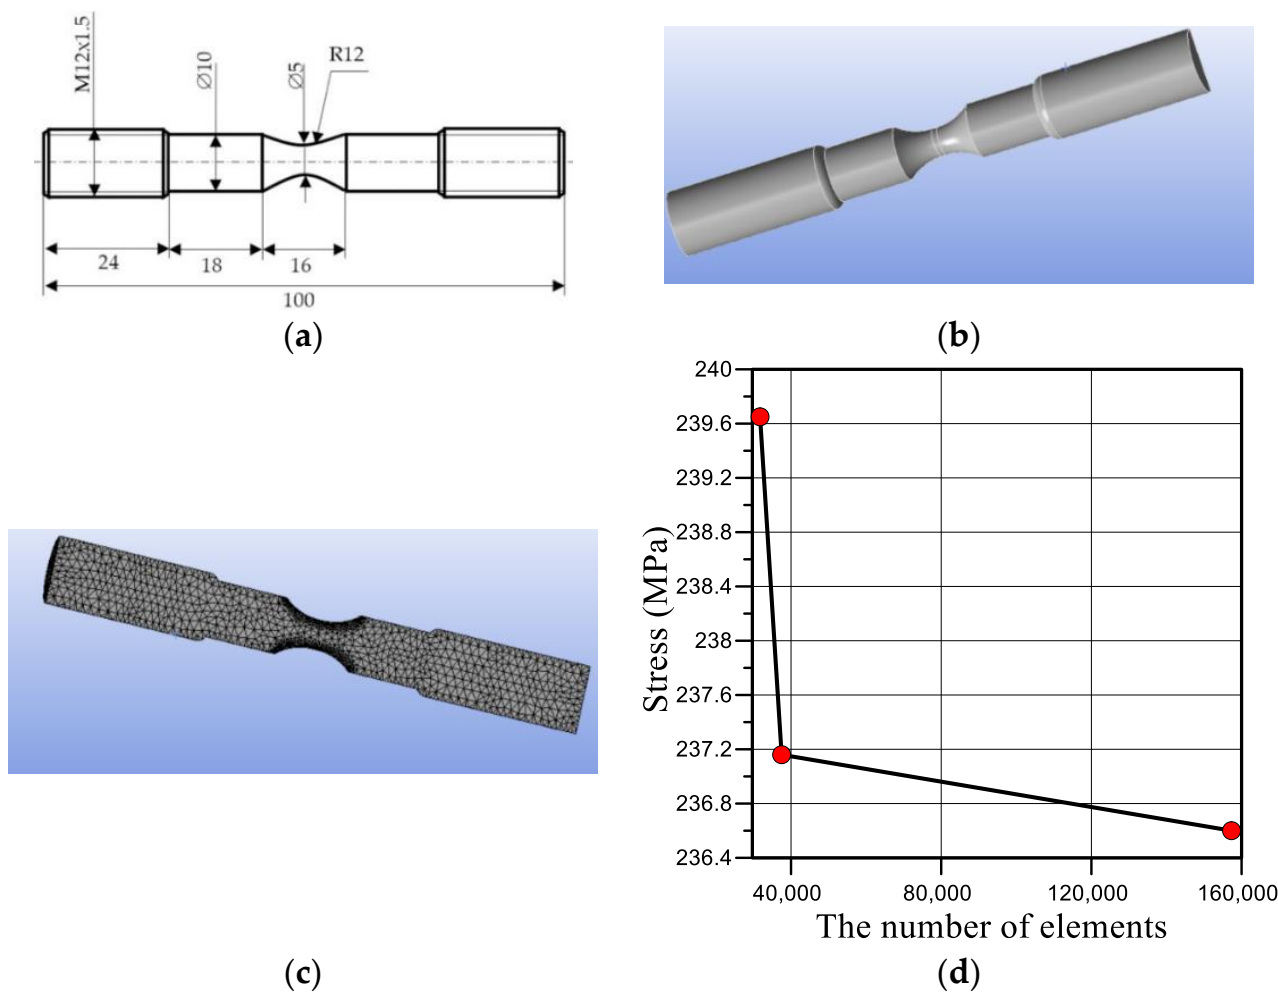 M12x1.5
Ø10
Ø5
R12
24
18
16
100
(a)
(b)
(c)
240
239.6
239.2
238.8
238.4
238
237.6
237.2
236.8
236.4
Stress (MPa)
40,000
80,000
120,000
160,000
The number of elements
(d)